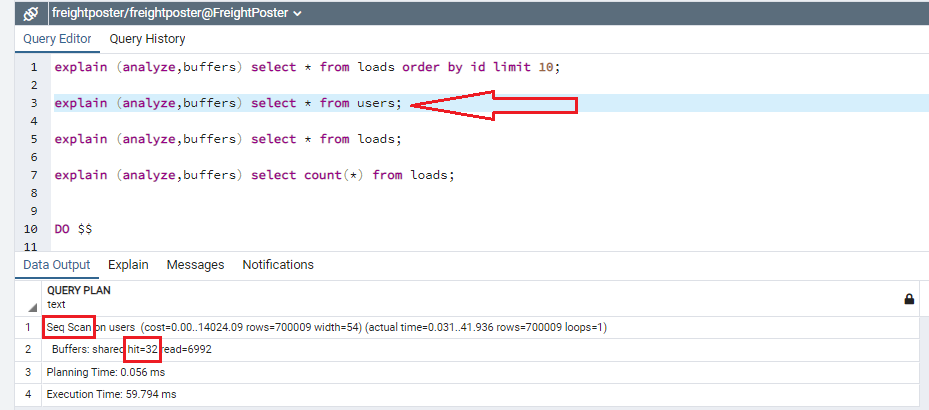 freightposter/freightposter@FreightPoster
Query Editor Query History
1 explain (analyze,buffers) select * from loads order by id limit 10;
2
3 explain (analyze,buffers) select * from users;
4
5 explain (analyze,buffers) select * from loads;
6
7 explain (analyze,buffers) select count(*) from loads;
8
9
10 DO $$
11
Data Output Explain Messages Notifications
QUERY PLAN
text
1 Seq Scan on users (cost=0.00..14024.09 rows=700009 width=54) (actual time=0.031..41.936 rows=700009 loops=1)
2 Buffers: shared hit=32 read=6992
3 Planning Time: 0.056 ms
4 Execution Time: 59.794 ms